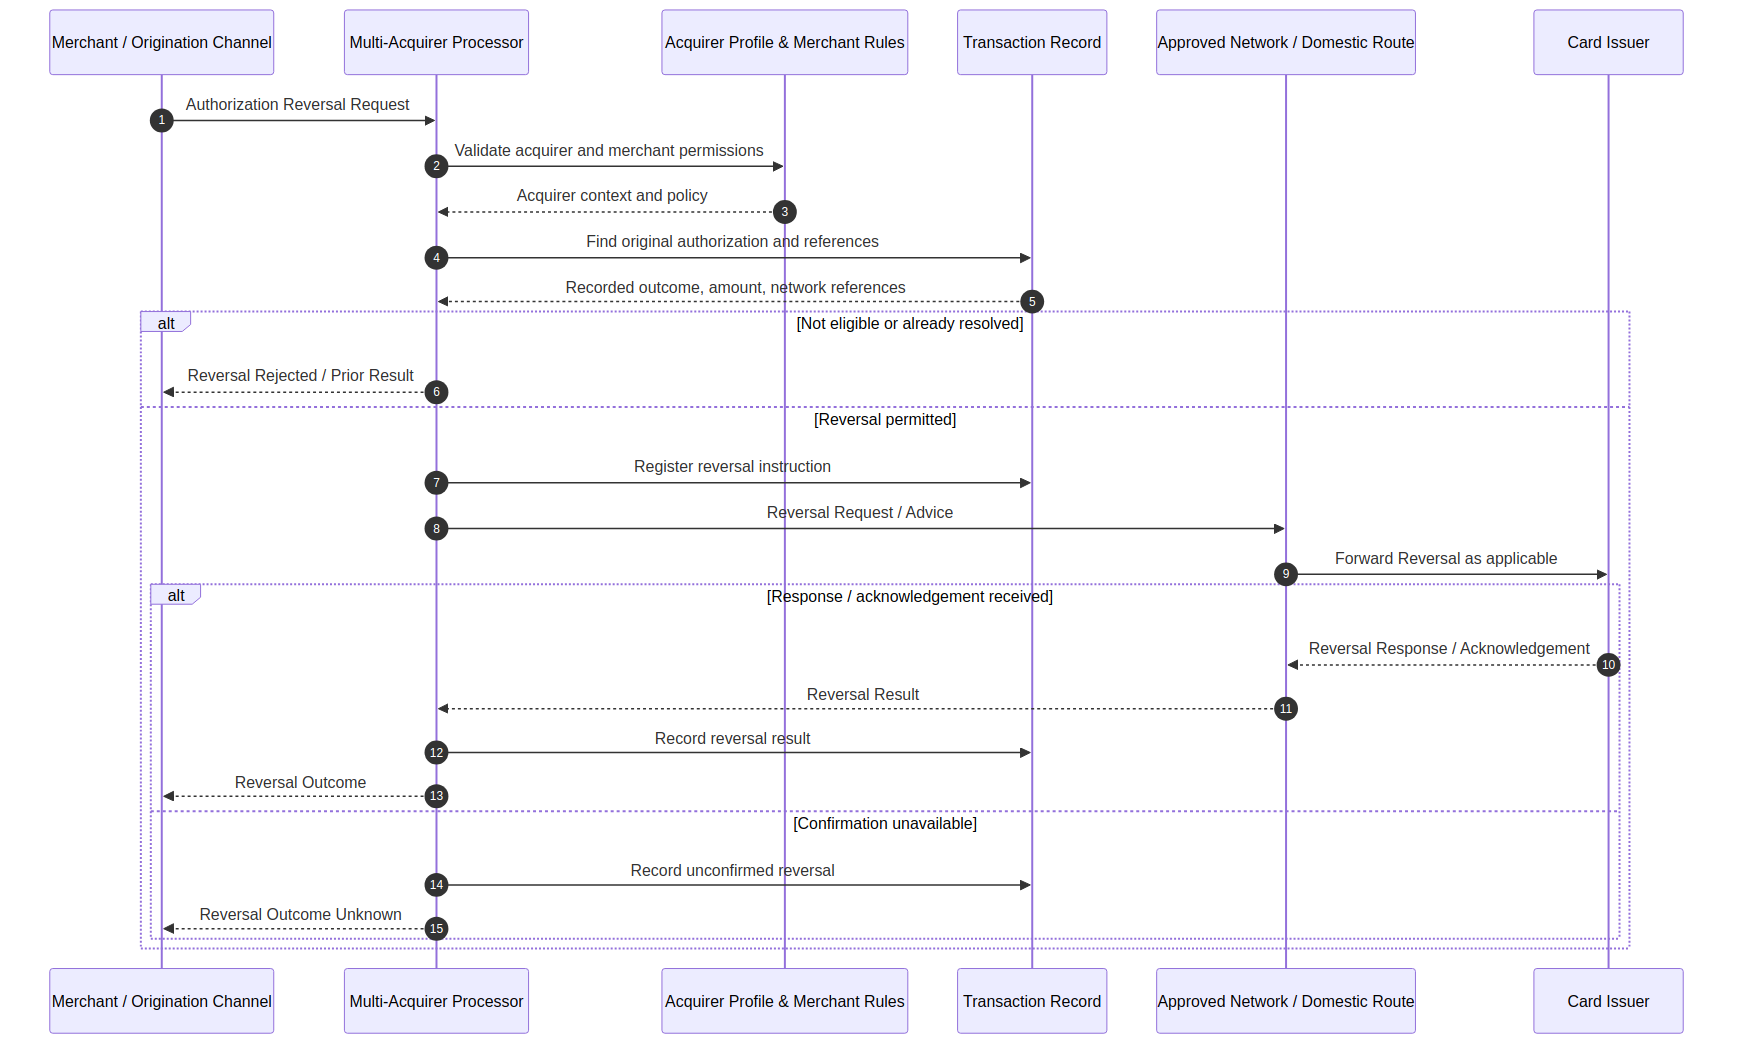 Merchant / Origination Channel
Multi-Acquirer Processor
Acquirer Profile & Merchant Rules
Transaction Record
Approved Network / Domestic Route
Card Issuer
Authorization Reversal Request
1
Validate acquirer and merchant permissions
2
Acquirer context and policy
3
Find original authorization and references
4
Recorded outcome, amount, network references
5
alt
[Not eligible or already resolved]
Reversal Rejected / Prior Result
6
[Reversal permitted]
Register reversal instruction
7
Reversal Request / Advice
8
Forward Reversal as applicable
9
alt
[Response / acknowledgement received]
Reversal Response / Acknowledgement
10
Reversal Result
11
Record reversal result
12
Reversal Outcome
13
[Confirmation unavailable]
Record unconfirmed reversal
14
Reversal Outcome Unknown
15
Merchant / Origination Channel
Multi-Acquirer Processor
Acquirer Profile & Merchant Rules
Transaction Record
Approved Network / Domestic Route
Card Issuer